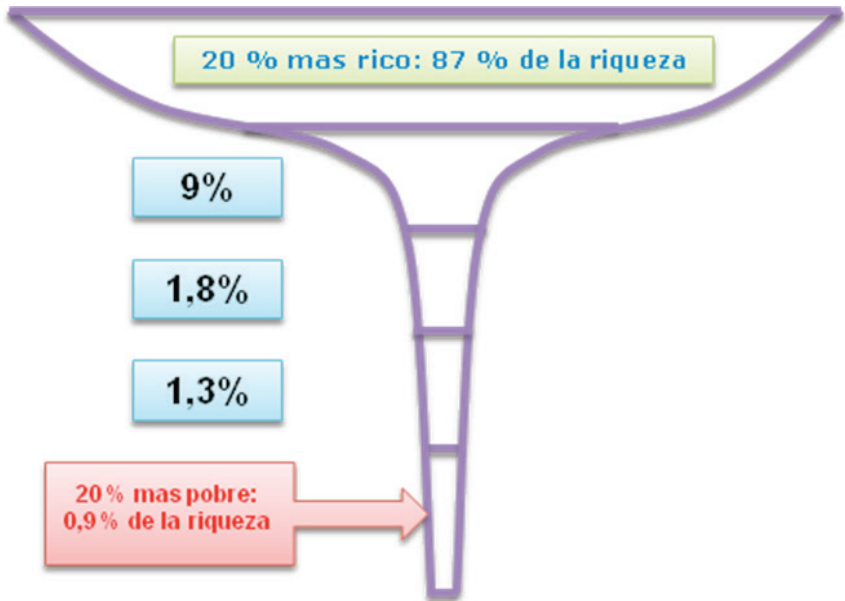 20 % mas rico: 87 % de la riqueza
9%
1,8%
1,3%
20% mas pobre:
0,9% de la riqueza